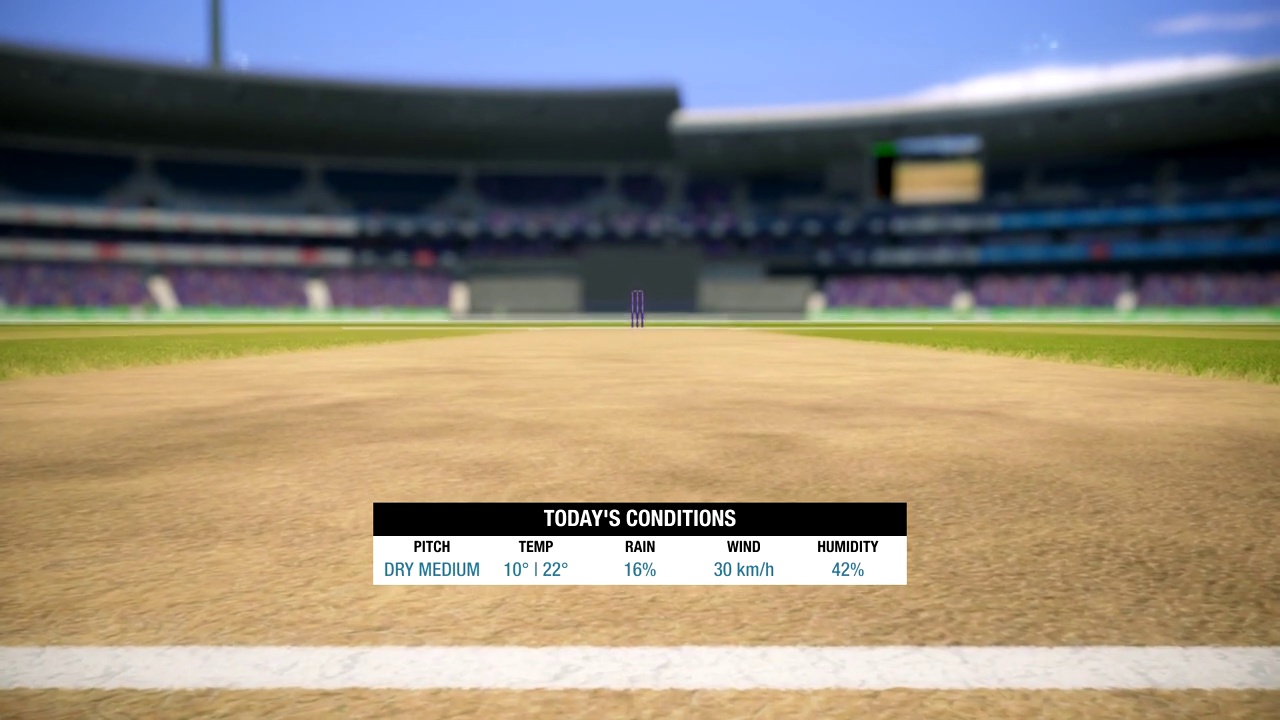 TODAY'S CONDITIONS
PITCH TEMP RAIN WIND HUMIDITY
DRY MEDIUM 10° | 22° 16% 30 km/h 42%